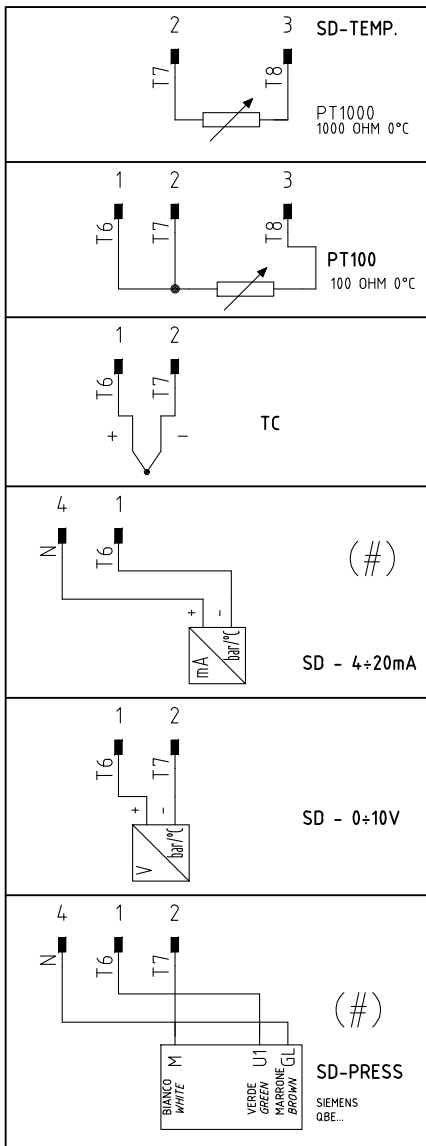 2 3 SD-TEMP.
T7 T8
PT1000
1000 OHM 0°C
1 2 3
T6 T7 T8
PT100
100 OHM 0°C
1 2
T6 T7
+ -
TC
4 1
N T6
(#)
+ -
mA bar/°C
SD - 4÷20mA
1 2
T6 T7
+ -
V bar/°C
SD - 0÷10V
4 1 2
N T6 T7
(#)
M U1 GL
BIANCO VERDE MARRONE
WHITE GREEN BROWN
SD-PRESS
SIEMENS
QBE...